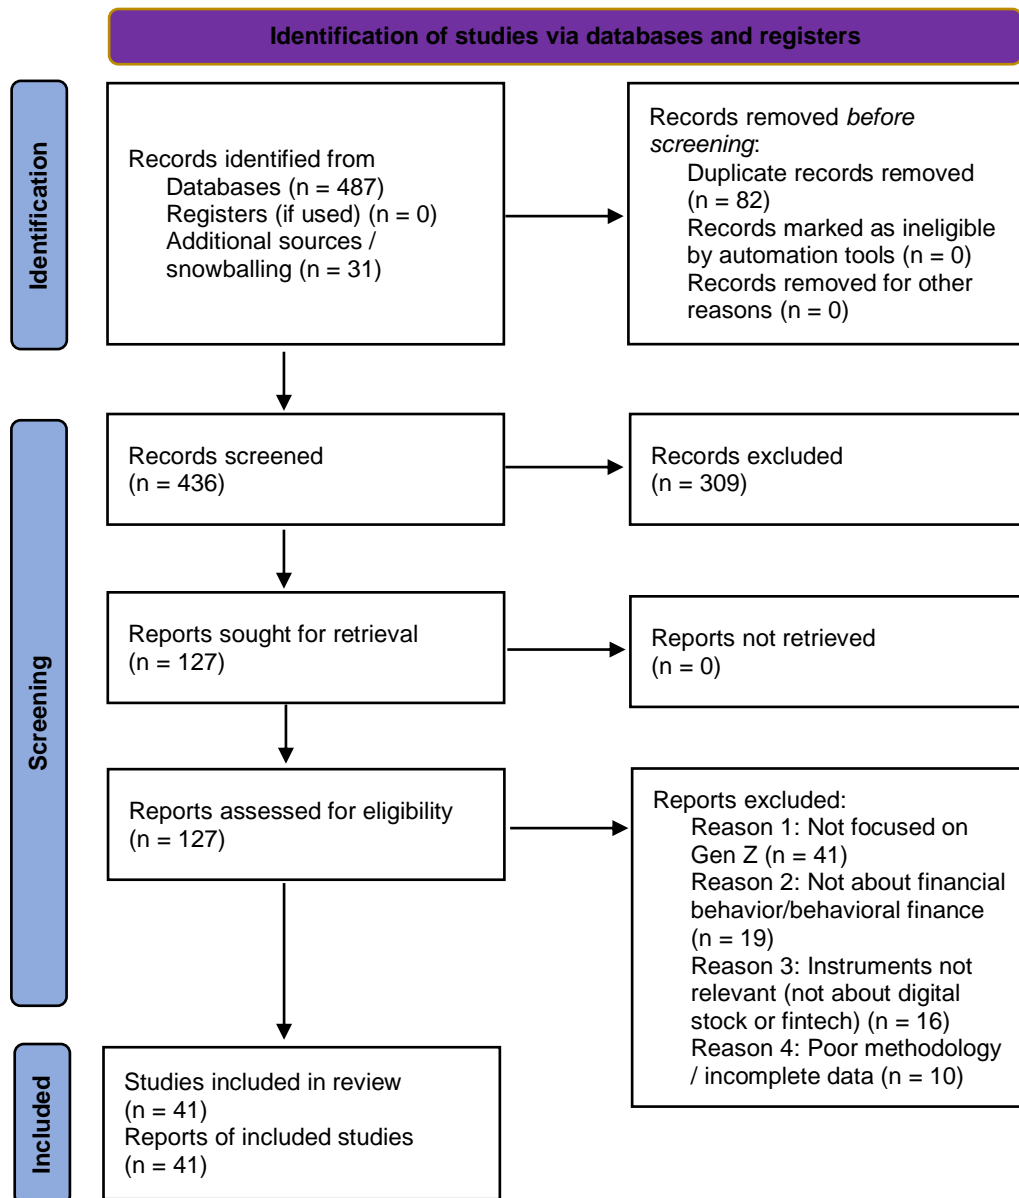 Identification of studies via databases and registers
Identification
Records identified from
Databases (n = 487)
Registers (if used) (n = 0)
Additional sources /
snowballing (n = 31)
Records removed before
screening:
Duplicate records removed
(n = 82)
Records marked as ineligible
by automation tools (n = 0)
Records removed for other
reasons (n = 0)
Screening
Records screened
(n = 436)
Records excluded
(n = 309)
Reports sought for retrieval
(n = 127)
Reports not retrieved
(n = 0)
Reports assessed for eligibility
(n = 127)
Reports excluded:
Reason 1: Not focused on
Gen Z (n = 41)
Reason 2: Not about financial
behavior/behavioral finance
(n = 19)
Reason 3: Instruments not
relevant (not about digital
stock or fintech) (n = 16)
Reason 4: Poor methodology
/ incomplete data (n = 10)
Included
Studies included in review
(n = 41)
Reports of included studies
(n = 41)